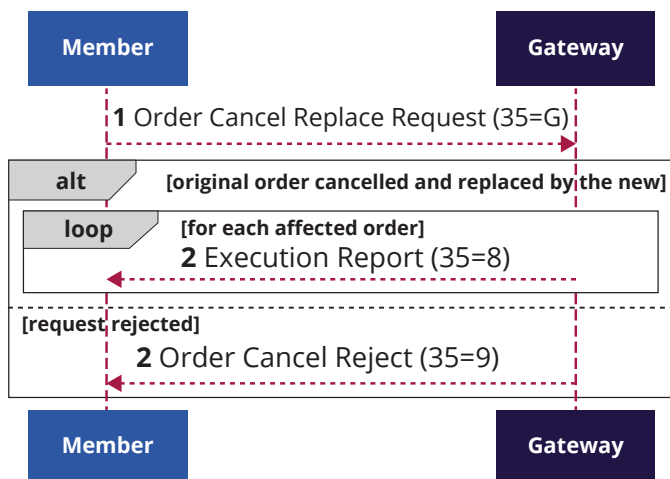 Member
Gateway
1 Order Cancel Replace Request (35=G)
alt
[original order cancelled and replaced by the new]
loop
[for each affected order]
2 Execution Report (35=8)
[request rejected]
2 Order Cancel Reject (35=9)
Member
Gateway